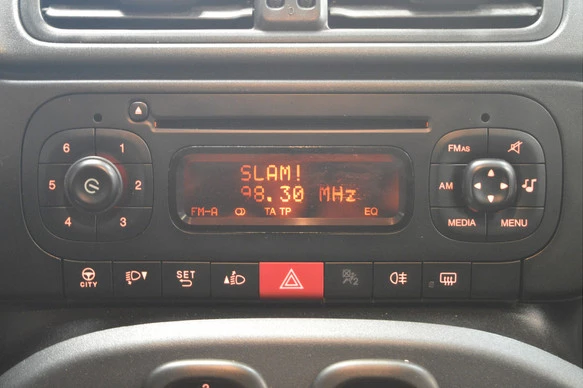 6 1
5 2
4 3
SLAM!
98.30 MHz
FM-A TA TP EQ
FMAS
AM
MEDIA MENU
CITY
SET